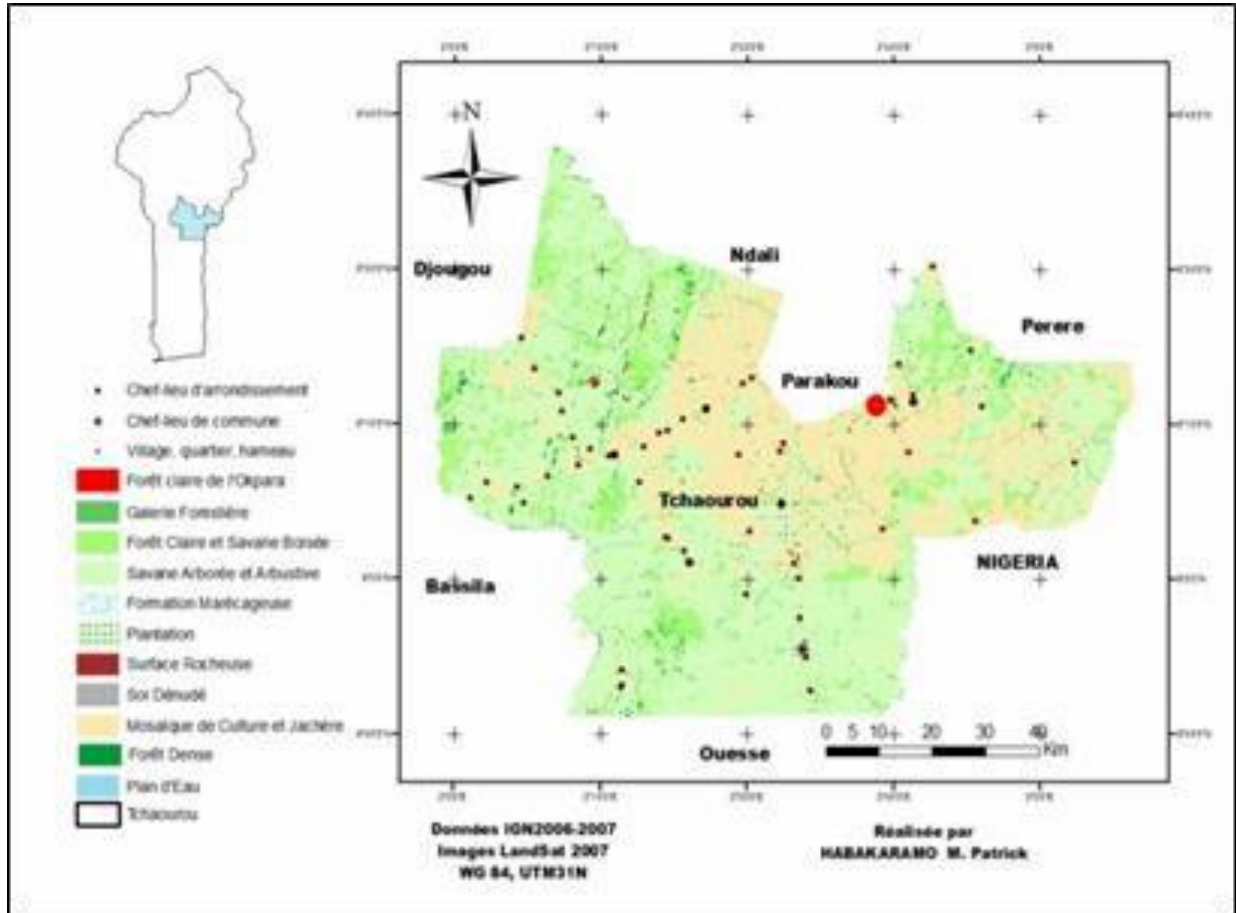 N
Djougou
Ndali
Perere
Parakou
Tchaourou
Bassilla
NIGERIA
Ouesse
0 5 10 20 30 40
Km
Chef-lieu d'arrondissement
Chef-lieu de commune
Village, quartier, hameau
Forêt claire de l'Okpara
Galerie Forestière
Forêt Claire et Savane Boisée
Savane Arborée et Arbustive
Formation Marécageuse
Plantation
Surface Rocheuse
Sol Dénudé
Mosaïque de Culture et Jachère
Forêt Dense
Plan d'Eau
Tchaourou
Données IGN2006-2007
Images LandSat 2007
WG 84, UTM31N
Réalisée par
HABAKARAMO M. Patrick